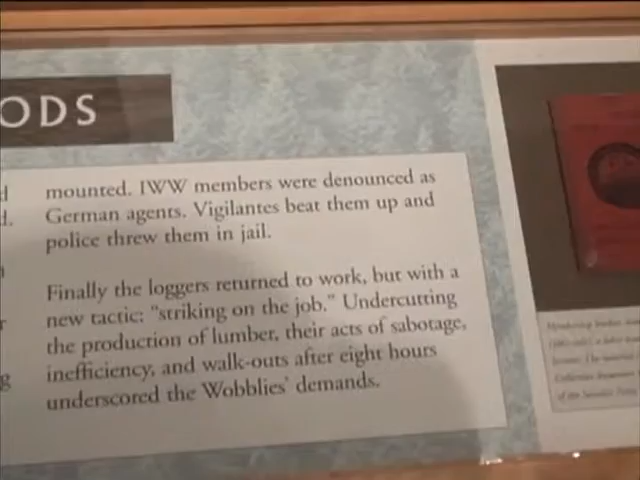 ODS
mounted. IWW members were denounced as
German agents. Vigilantes beat them up and
police threw them in jail.
Finally the loggers returned to work, but with a
new tactic: "striking on the job." Undercutting
the production of lumber, their acts of sabotage,
inefficiency, and walk-outs after eight hours
underscored the Wobblies' demands.